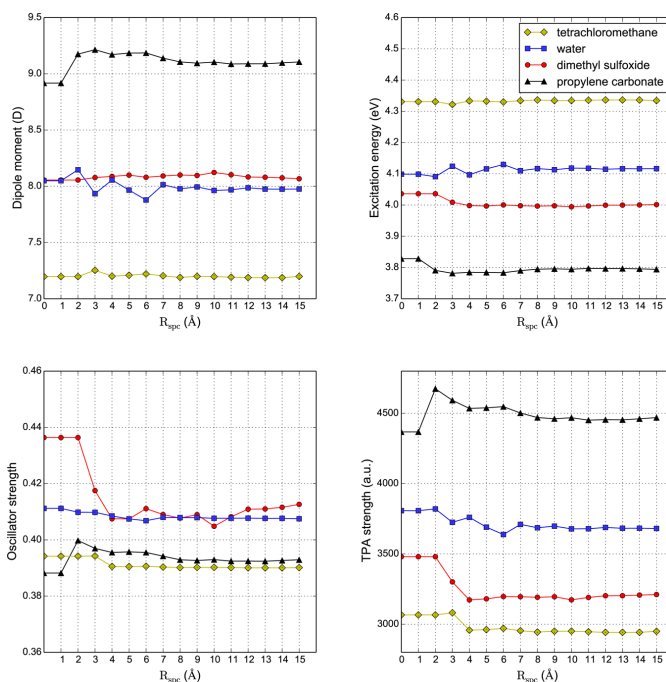 9.5
9.0
8.5
8.0
7.5
7.0
Dipole moment (D)
0 1 2 3 4 5 6 7 8 9 10 11 12 13 14 15
R_spc (Å)
tetrachloromethane
water
dimethyl sulfoxide
propylene carbonate
4.6
4.5
4.4
4.3
4.2
4.1
4.0
3.9
3.8
3.7
Excitation energy (eV)
0 1 2 3 4 5 6 7 8 9 10 11 12 13 14 15
R_spc (Å)
0.46
0.44
0.42
0.40
0.38
0.36
Oscillator strength
1 2 3 4 5 6 7 8 9 10 11 12 13 14 15
R_spc (Å)
4500
4000
3500
3000
TPA strength (a.u.)
0 1 2 3 4 5 6 7 8 9 10 11 12 13 14 15
R_spc (Å)